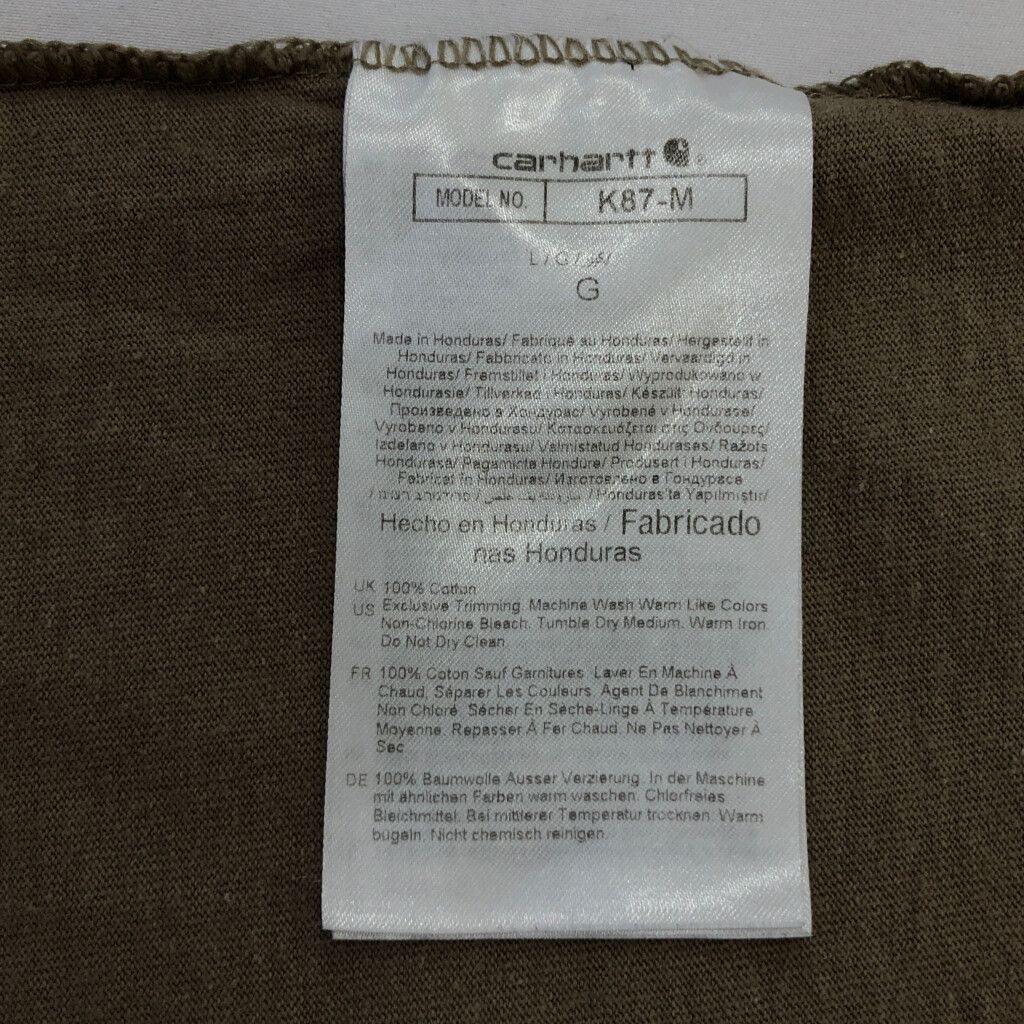 carhartt
MODEL NO. K87-M
L / G /
G
Made in Honduras/ Fabriqué au Honduras/ Hergestellt in
Honduras/ Fabbricato in Honduras/ Vervaardigd in
Honduras/ Fremstillet i Honduras/ Wyprodukowano w
Hondurasie/ Tillverkad i Honduras/ Készült: Honduras/
Произведено в Хондурас/ Vyrobené v Hondurase/
Vyrobeno v Hondurasu/ Κατασκευάζεται στις Ονδούρες/
Izdelano v Hondurasu/ Valmistatud Hondurases/ Ražots
Hondurasā/ Pagaminta Hondūre/ Produsert i Honduras/
Fabricat în Honduras/ Изготовлено в Гондурасе
/ Honduras'ta Yapılmıştır/
Hecho en Honduras / Fabricado
nas Honduras
UK 100% Cotton
US Exclusive Trimming. Machine Wash Warm Like Colors
Non-Chlorine Bleach. Tumble Dry Medium. Warm Iron.
Do Not Dry Clean.
FR 100% Coton Sauf Garnitures. Laver En Machine À
Chaud, Séparer Les Couleurs. Agent De Blanchiment
Non Chloré. Sécher En Sèche-Linge À Température
Moyenne. Repasser À Fer Chaud. Ne Pas Nettoyer À
Sec.
DE 100% Baumwolle Ausser Verzierung. In der Maschine
mit ähnlichen Farben warm waschen. Chlorfreies
Bleichmittel. Bei mittlerer Temperatur trocknen. Warm
bügeln. Nicht chemisch reinigen.